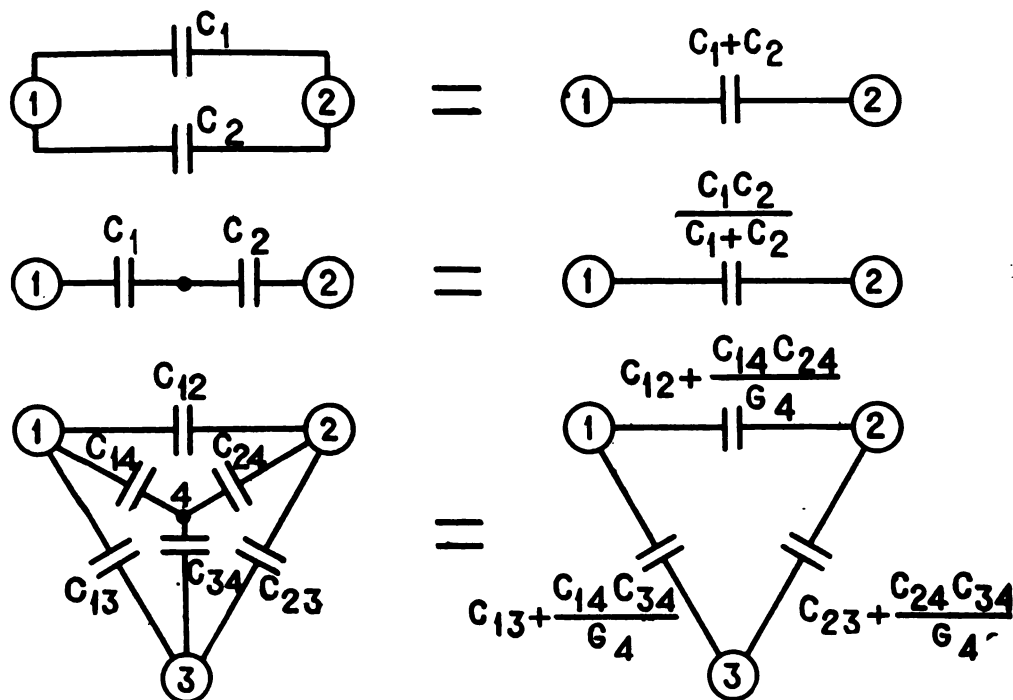 C₁
1 2 = C₁+C₂
C₂ 1 2
C₁ C₂ C₁C₂
C₁+C₂
1 2 = 1 2
C₁₂ C₁₂+ C₁₄C₂₄
G₄
1 2 1 2
C₁₄ C₂₄
4
=
C₁₃ C₃₄ C₂₃ C₁₃+ C₁₄C₃₄ C₂₃+ C₂₄C₃₄
G₄ G₄
3 3